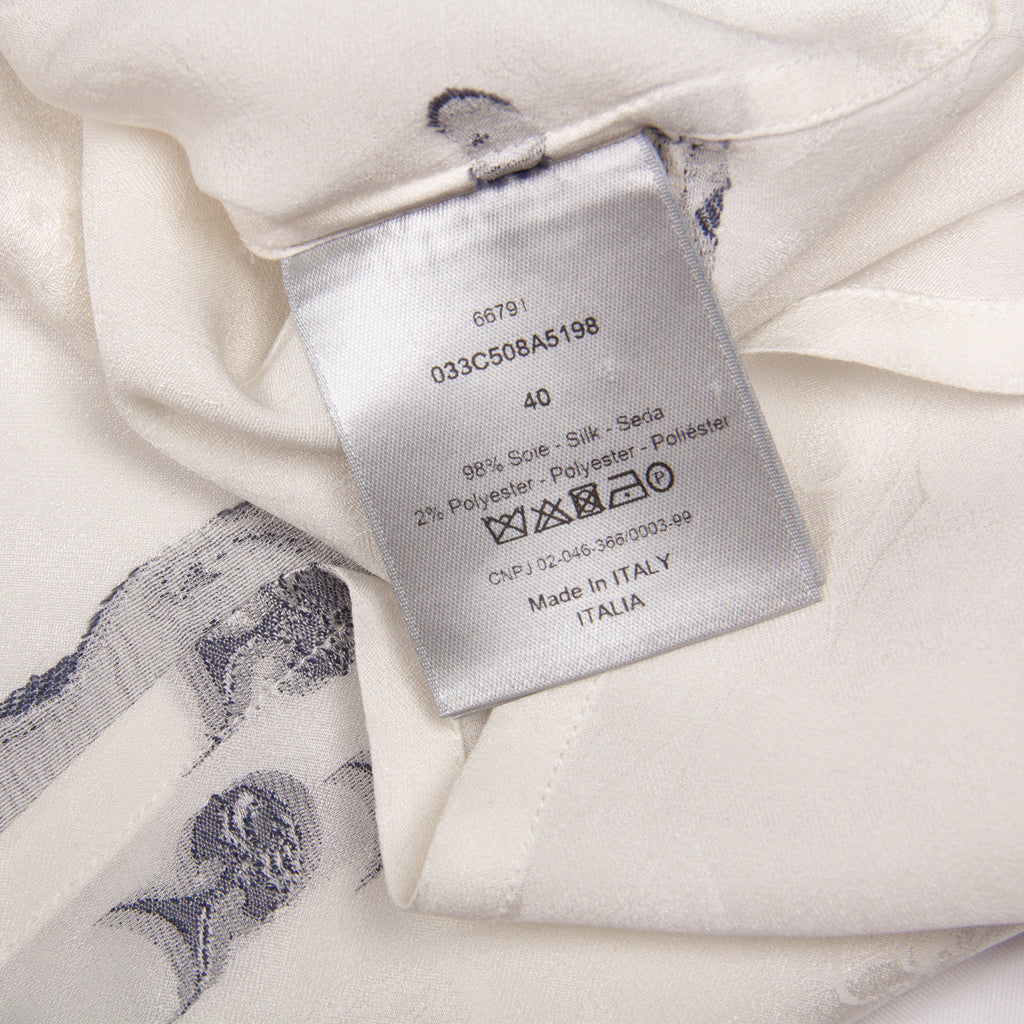 66791
033C508A5198
40
98% Soie - Silk - Seda
2% Polyester - Polyester - Poliéster
P
CNPJ 02-046-366/0003-99
Made In ITALY
ITALIA